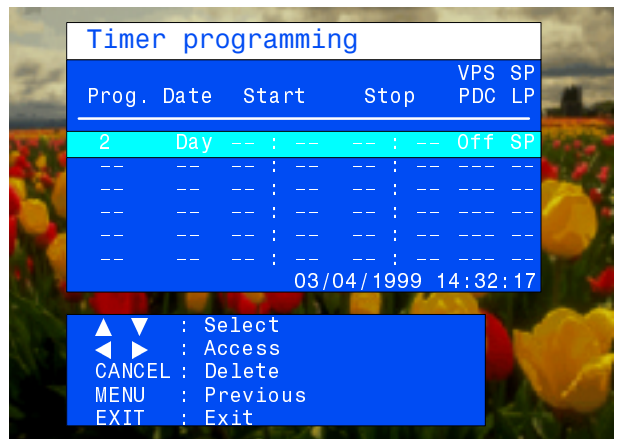 Timer programming
VPS SP
Prog. Date Start Stop PDC LP
2 Day -- : -- -- : -- Off SP
-- -- -- : -- -- : -- --- --
-- -- -- : -- -- : -- --- --
-- -- -- : -- -- : -- --- --
-- -- -- : -- -- : -- --- --
-- -- -- : -- -- : -- --- --
03/04/1999 14:32:17
▲ ▼ : Select
◀ ▶ : Access
CANCEL : Delete
MENU : Previous
EXIT : Exit